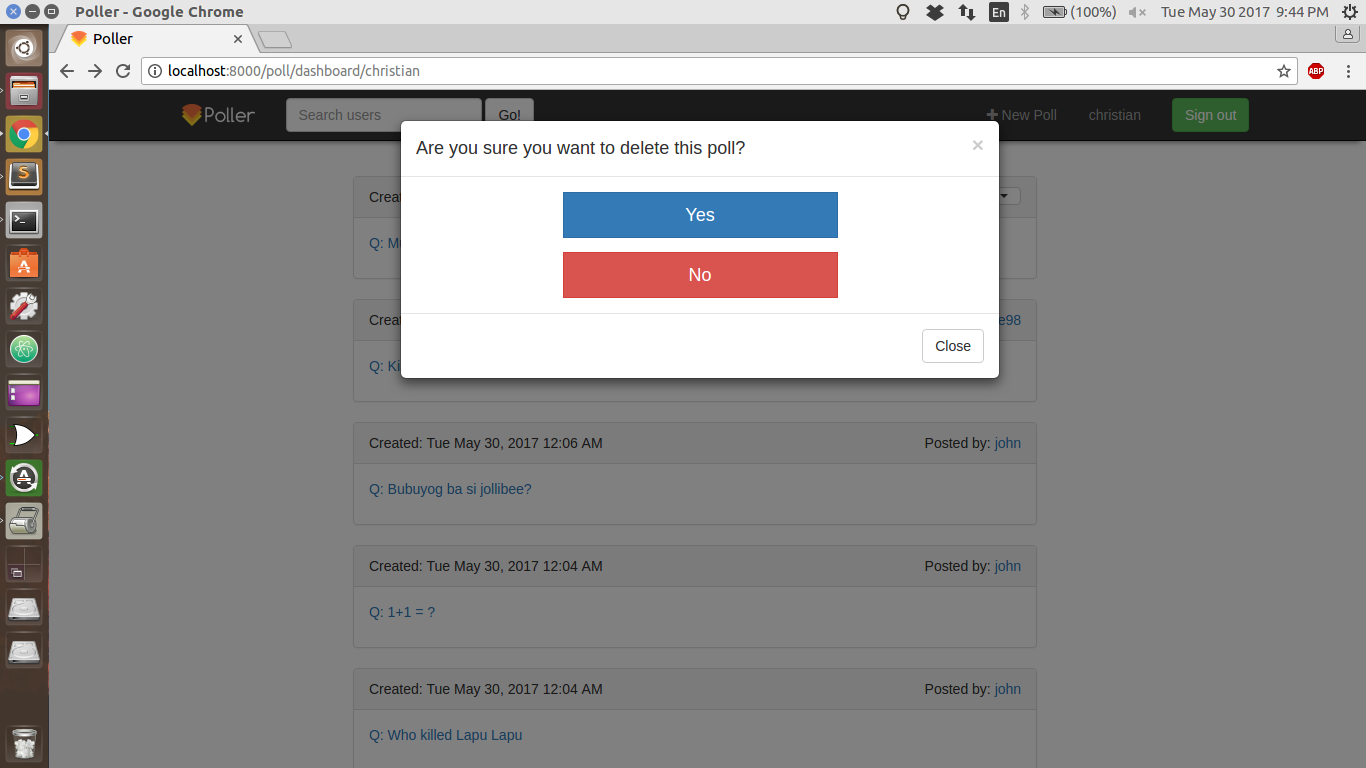 Poller - Google Chrome
En
(100%)
Tue May 30 2017 9:44 PM
Poller
localhost:8000/poll/dashboard/christian
ABP
Poller
Search users
Go!
New Poll
christian
Sign out
Are you sure you want to delete this poll?
×
Yes
No
Close
Q: Ki
e98
Created: Tue May 30, 2017 12:06 AM
Posted by: john
Q: Bubuyog ba si jollibee?
Created: Tue May 30, 2017 12:04 AM
Posted by: john
Q: 1+1 = ?
Created: Tue May 30, 2017 12:04 AM
Posted by: john
Q: Who killed Lapu Lapu